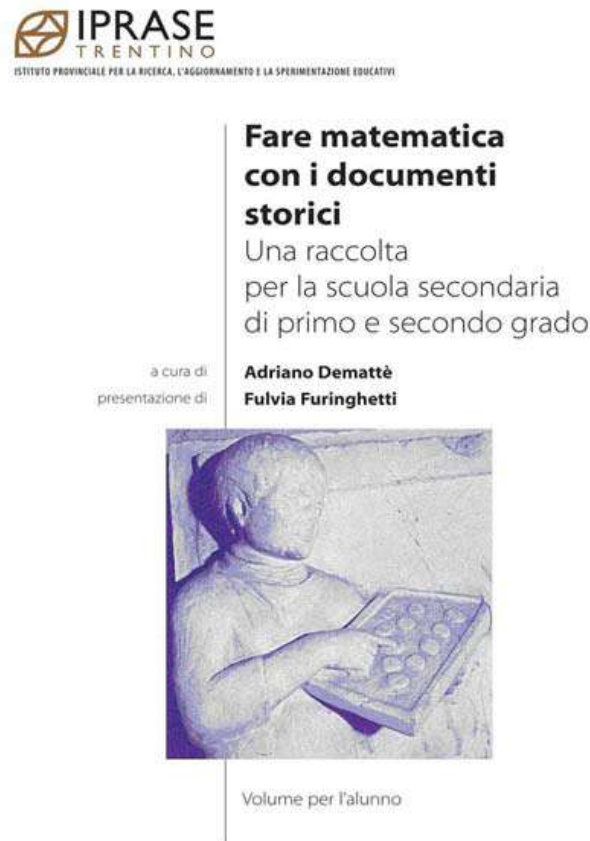 IPRASE
TRENTINO
ISTITUTO PROVINCIALE PER LA RICERCA, L'AGGIORNAMENTO E LA SPERIMENTAZIONE EDUCATIVI
Fare matematica
con i documenti
storici
Una raccolta
per la scuola secondaria
di primo e secondo grado
a cura di Adriano Demattè
presentazione di Fulvia Furinghetti
Volume per l'alunno